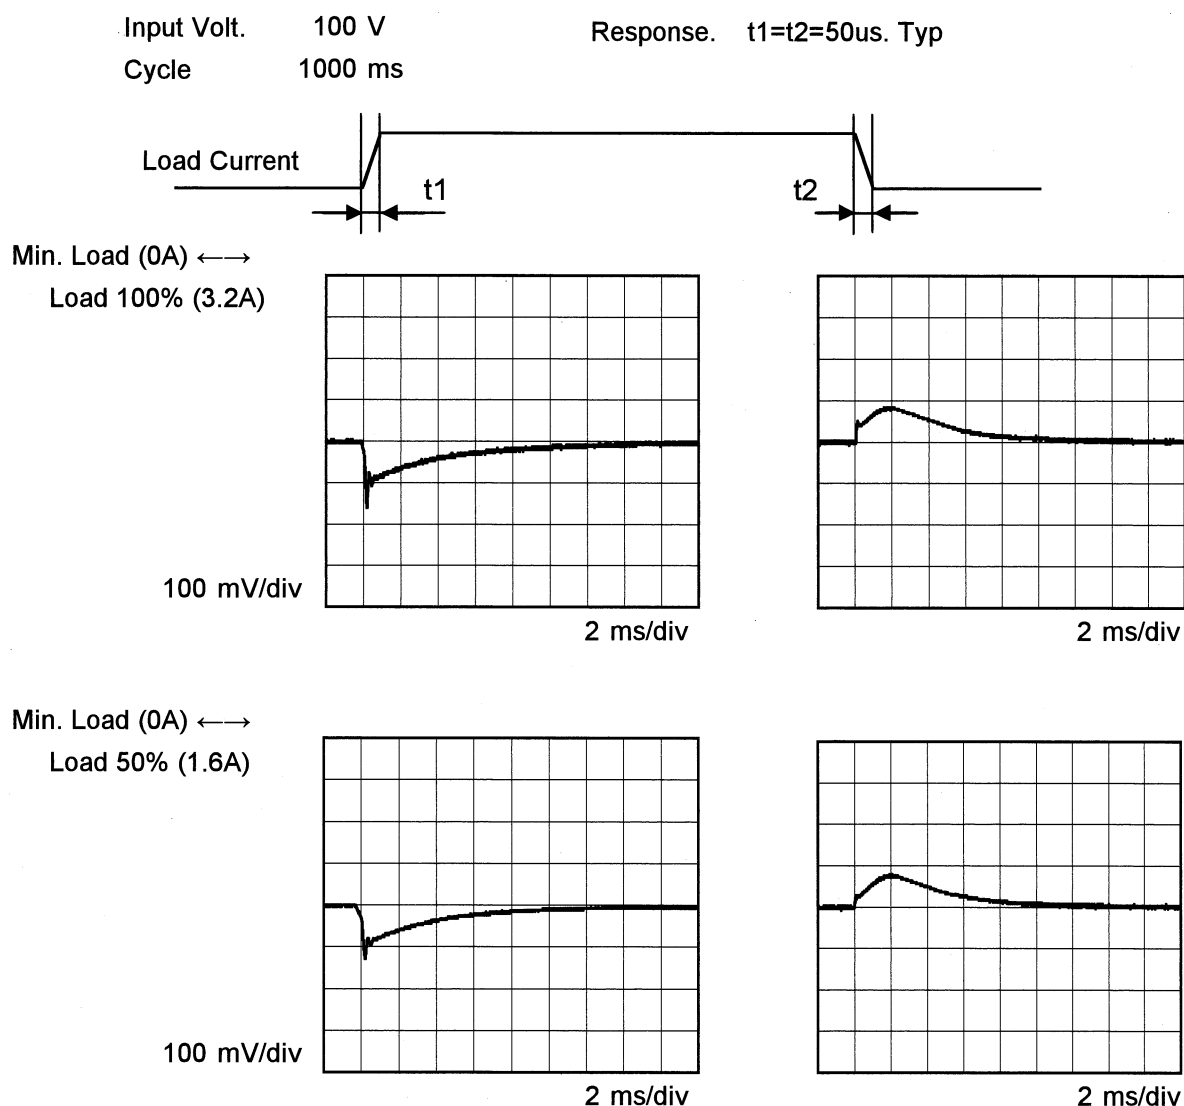 Input Volt. 100 V Response. t1=t2=50us. Typ
Cycle 1000 ms
Load Current
t1
t2
Min. Load (0A) ←→
Load 100% (3.2A)
100 mV/div
2 ms/div
2 ms/div
Min. Load (0A) ←→
Load 50% (1.6A)
100 mV/div
2 ms/div
2 ms/div